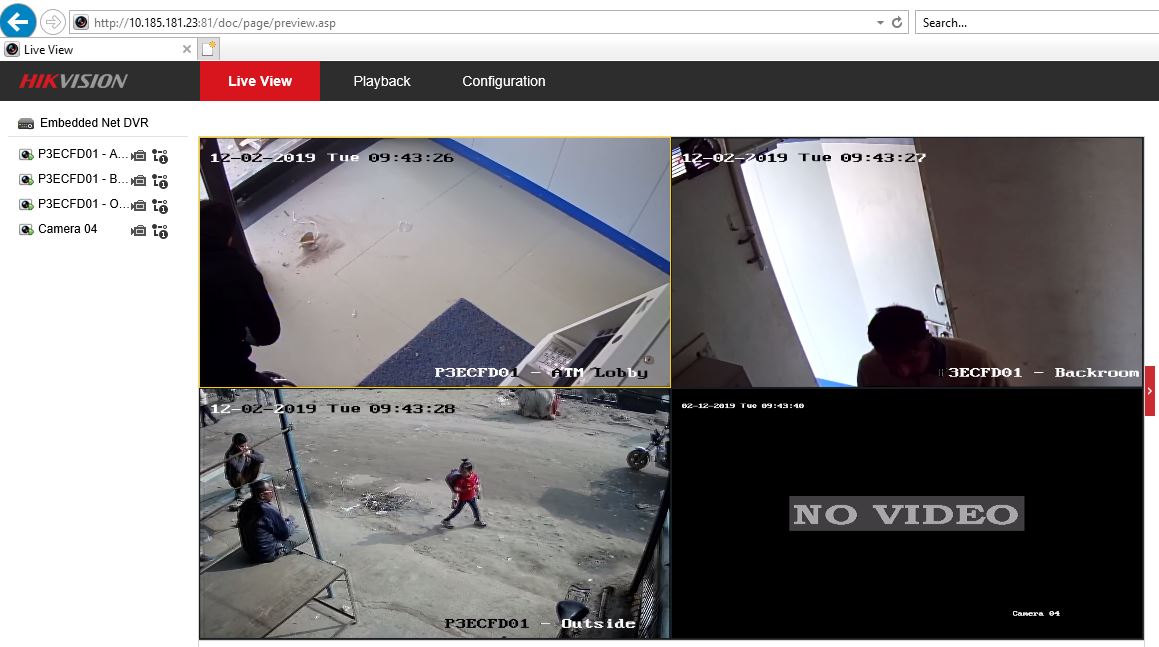 http://10.185.181.23:81/doc/page/preview.asp
Search...
Live View
HIKVISION
Live View
Playback
Configuration
Embedded Net DVR
P3ECFD01 - A...
P3ECFD01 - B...
P3ECFD01 - O...
Camera 04
12-02-2019 Tue 09:43:26
P3ECFD01 - ATM Lobby
12-02-2019 Tue 09:43:27
3ECFD01 - Backroom
12-02-2019 Tue 09:43:28
P3ECFD01 - Outside
02-12-2019 Tue 09:43:40
NO VIDEO
Camera 04